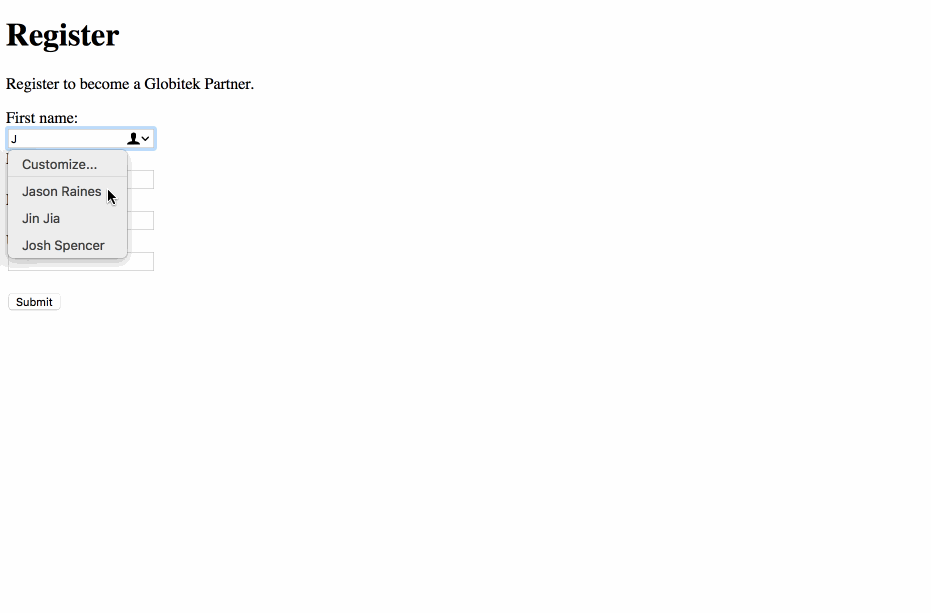 Register
Register to become a Globitek Partner.
First name:
J
Customize...
Jason Raines
Jin Jia
Josh Spencer
Submit